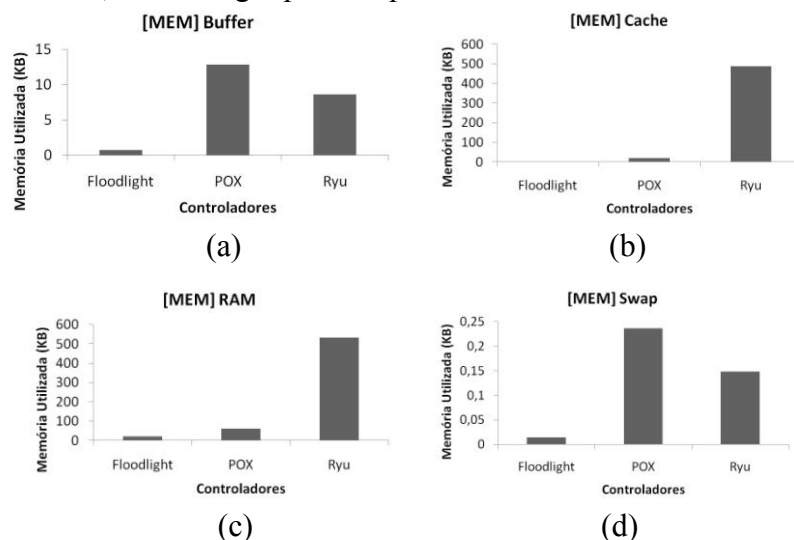 [MEM] Buffer
Memória Utilizada (KB)
15
10
5
0
Floodlight POX Ryu
Controladores
(a)
[MEM] Cache
Memória Utilizada (KB)
600
500
400
300
200
100
0
Floodlight POX Ryu
Controladores
(b)
[MEM] RAM
Memória Utilizada (KB)
600
500
400
300
200
100
0
Floodlight POX Ryu
Controladores
(c)
[MEM] Swap
Memória Utilizada (KB)
0,25
0,2
0,15
0,1
0,05
0
Floodlight POX Ryu
Controladores
(d)